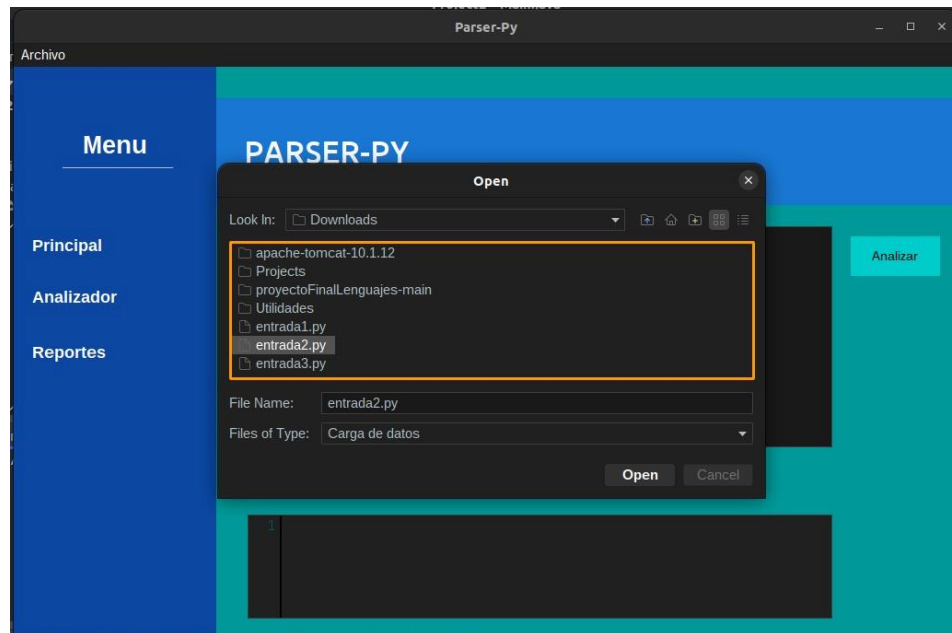 Parser-Py
Archivo
Menu
PARSER-PY
Principal
Analizador
Reportes
Open
Look In: Downloads
apache-tomcat-10.1.12
Projects
proyectoFinalLenguajes-main
Utilidades
entrada1.py
entrada2.py
entrada3.py
File Name: entrada2.py
Files of Type: Carga de datos
Open Cancel
Analizar
1